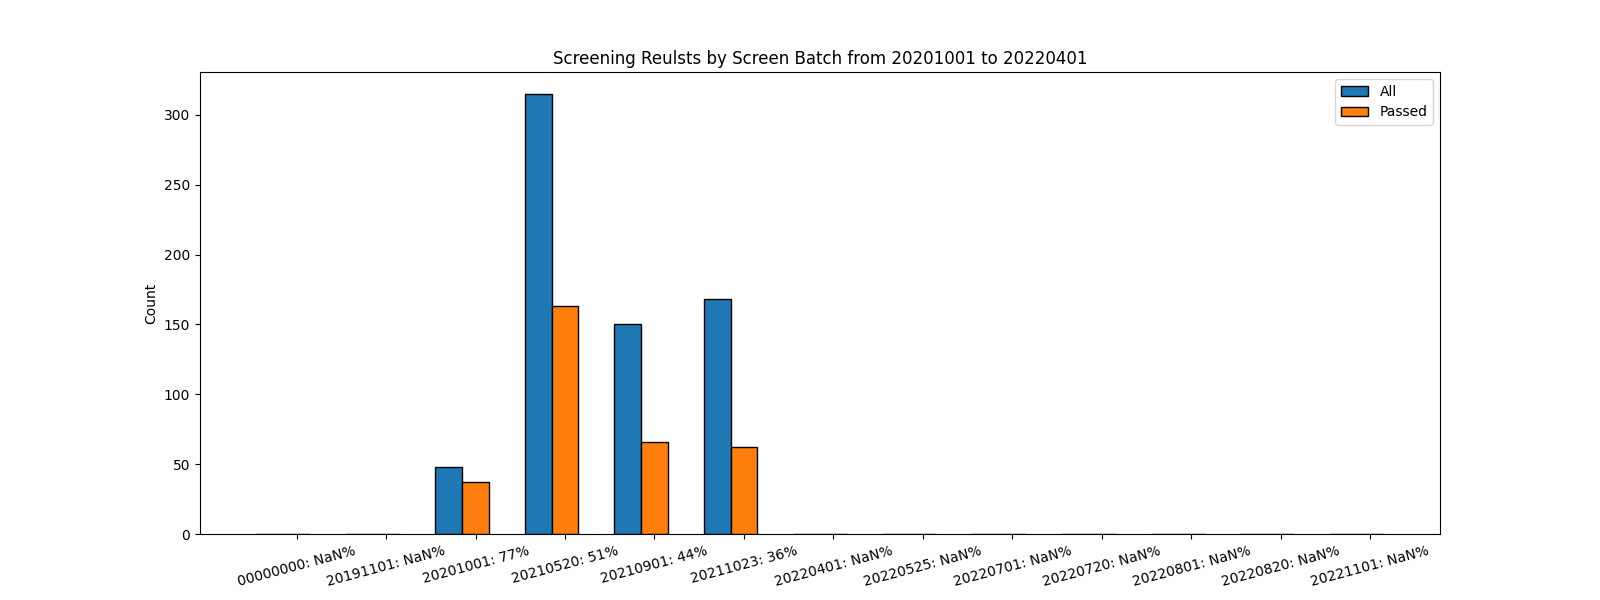 Screening Reulsts by Screen Batch from 20201001 to 20220401
All
Passed
Count
300
250
200
150
100
50
0
00000000: NaN%
20191101: NaN%
20201001: 77%
20210520: 51%
20210901: 44%
20211023: 36%
20220401: NaN%
20220525: NaN%
20220701: NaN%
20220720: NaN%
20220801: NaN%
20220820: NaN%
20221101: NaN%